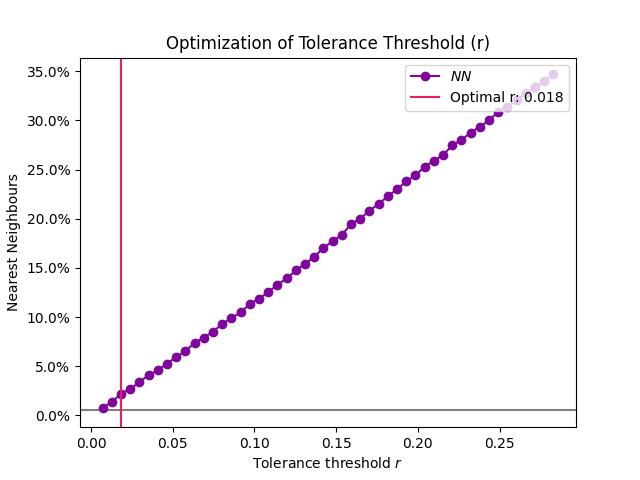 Optimization of Tolerance Threshold (r)
Nearest Neighbours
35.0%
30.0%
25.0%
20.0%
15.0%
10.0%
5.0%
0.0%
NN
Optimal r: 0.018
0.00 0.05 0.10 0.15 0.20 0.25
Tolerance threshold r